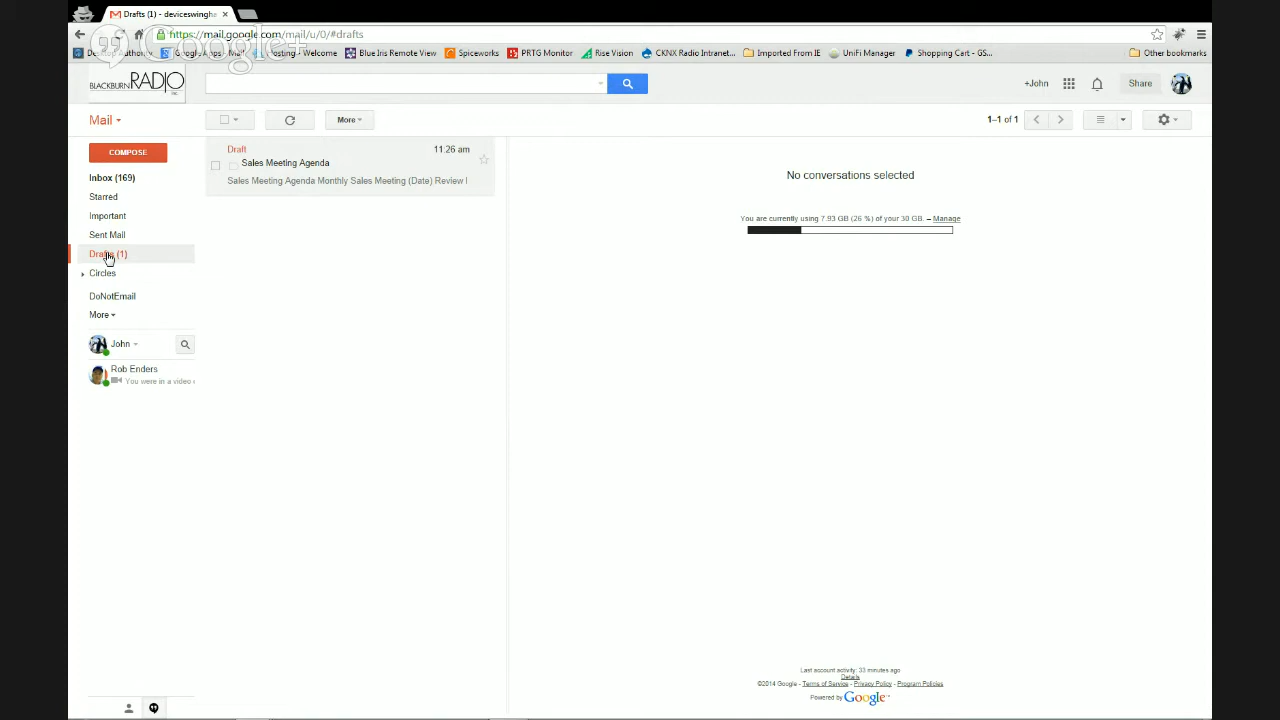 Drafts (1) - deviceswingha
https://mail.google.com/mail/u/0/#drafts
Google+
Blue Iris Remote View
Spiceworks
PRTG Monitor
Rise Vision
CKNX Radio Intranet...
Imported From IE
UniFi Manager
Shopping Cart - GS...
Other bookmarks
BLACKBURN RADIO INC
+John
Share
Mail
More
1–1 of 1
COMPOSE
Inbox (169)
Starred
Important
Sent Mail
Drafts (1)
Circles
DoNotEmail
More
John
Rob Enders
You were in a video
Draft
11:26 am
Sales Meeting Agenda
Sales Meeting Agenda Monthly Sales Meeting (Date) Review
No conversations selected
You are currently using 7.93 GB (26 %) of your 30 GB. – Manage
Last account activity: 33 minutes ago
Details
©2014 Google - Terms of Service - Privacy Policy - Program Policies
Powered by Google™